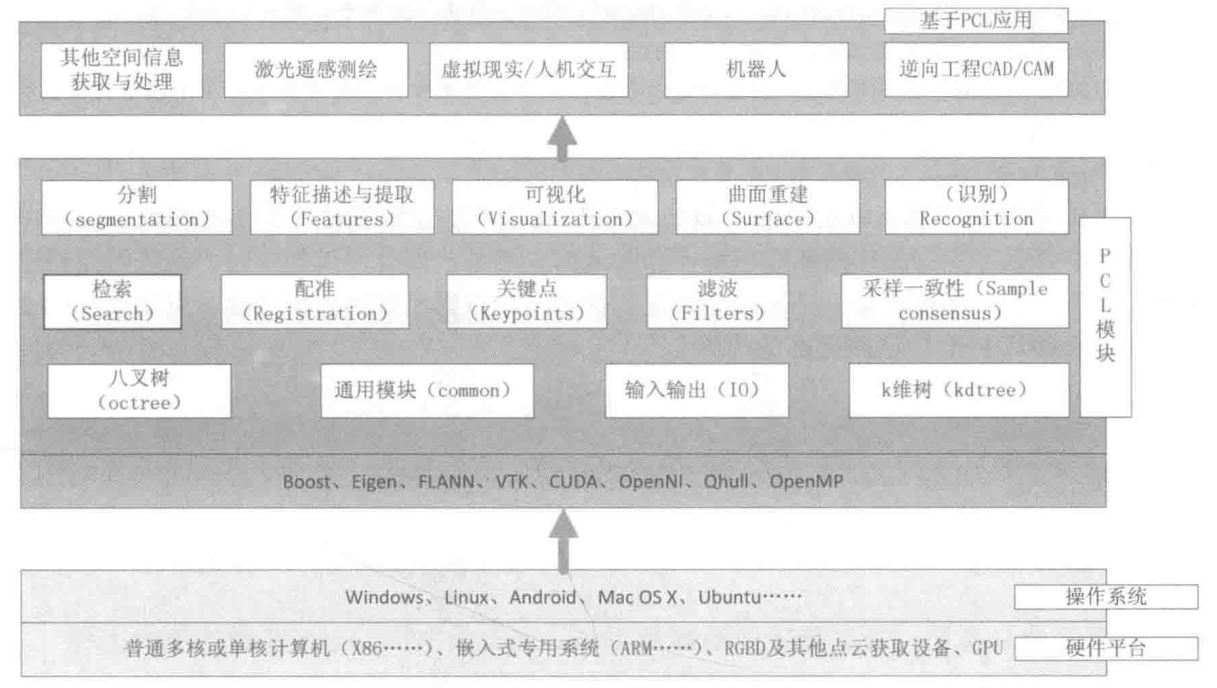 基于PCL应用
其他空间信息
获取与处理
激光遥感测绘
虚拟现实/人机交互
机器人
逆向工程CAD/CAM
分割
（segmentation）
特征描述与提取
（Features）
可视化
（Visualization）
曲面重建
（Surface）
（识别）
Recognition
检索
（Search）
配准
（Registration）
关键点
（Keypoints）
滤波
（Filters）
采样一致性（Sample
consensus）
PCL模块
八叉树
（octree）
通用模块（common）
输入输出（IO）
k维树（kdtree）
Boost、Eigen、FLANN、VTK、CUDA、OpenNI、Qhull、OpenMP
Windows、Linux、Android、Mac OS X、Ubuntu……
操作系统
普通多核或单核计算机（X86……）、嵌入式专用系统（ARM……）、RGBD及其他点云获取设备、GPU
硬件平台